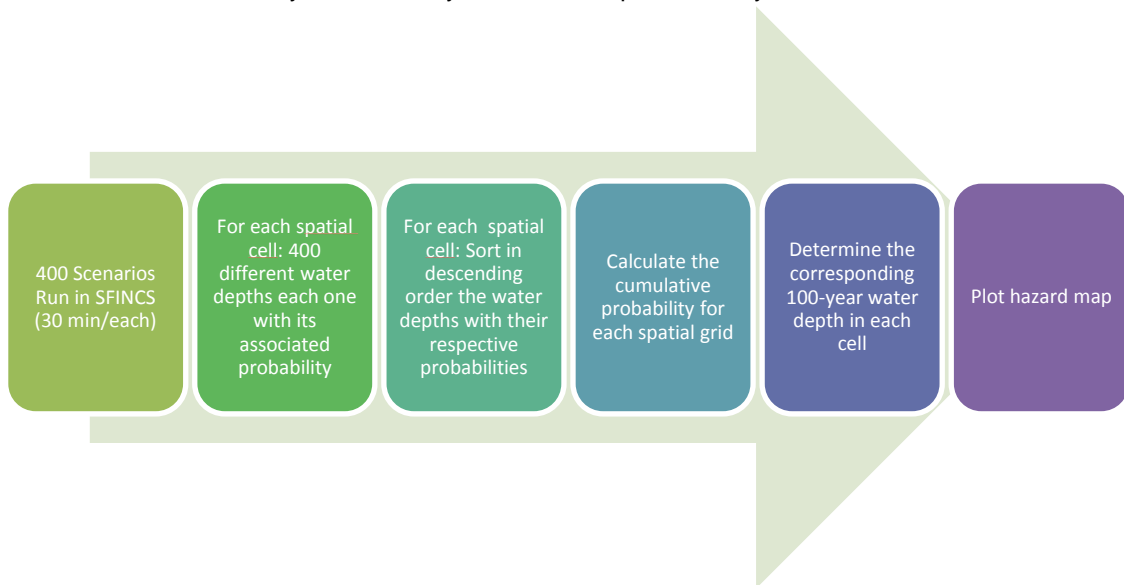 400 Scenarios
Run in SFINCS
(30 min/each)
For each spatial
cell: 400
different water
depths each one
with its
associated
probability
For each spatial
cell: Sort in
descending
order the water
depths with their
respective
probabilities
Calculate the
cumulative
probability for
each spatial grid
Determine the
corresponding
100-year water
depth in each
cell
Plot hazard map